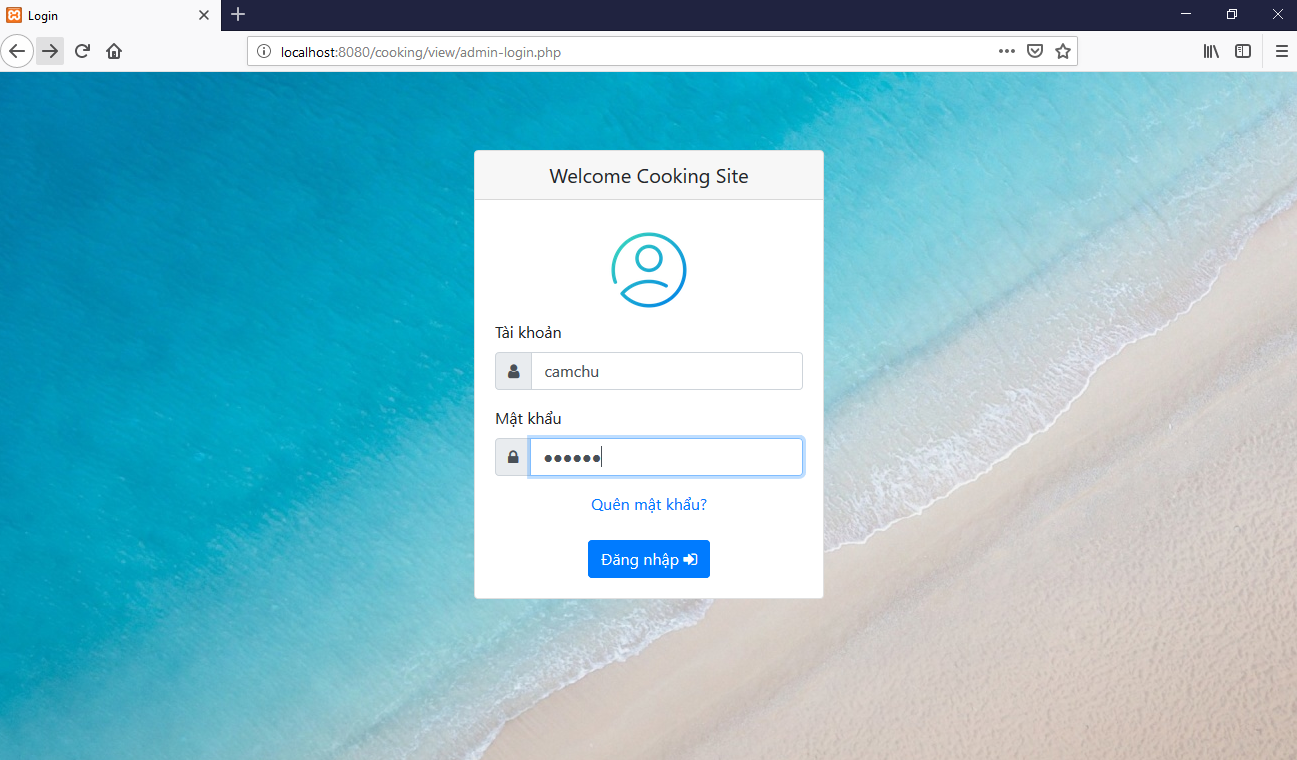 Login
localhost:8080/cooking/view/admin-login.php
Welcome Cooking Site
Tài khoản
camchu
Mật khẩu
●●●●●●
Quên mật khẩu?
Đăng nhập